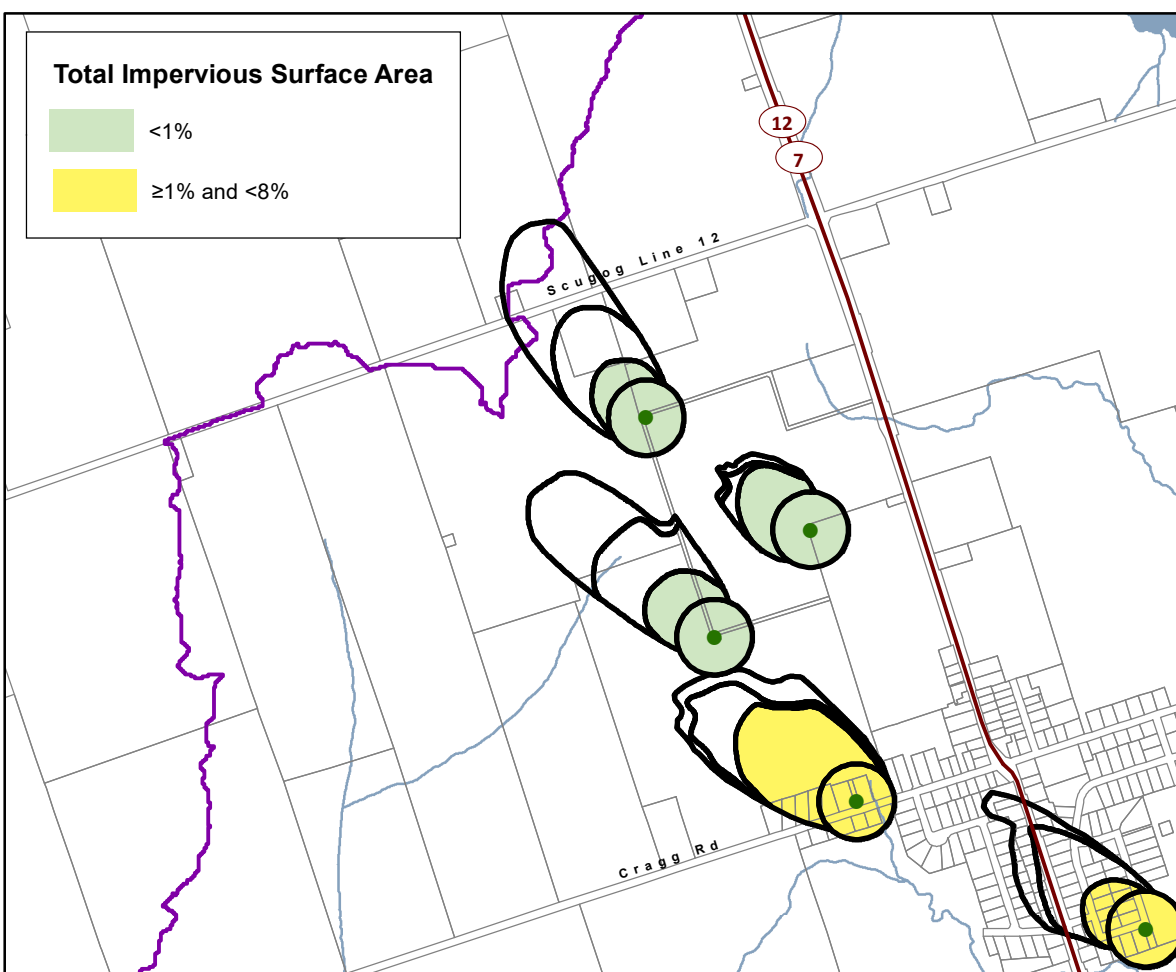 Total Impervious Surface Area
<1%
≥1% and <8%
12
7
Scugog Line 12
Cragg Rd